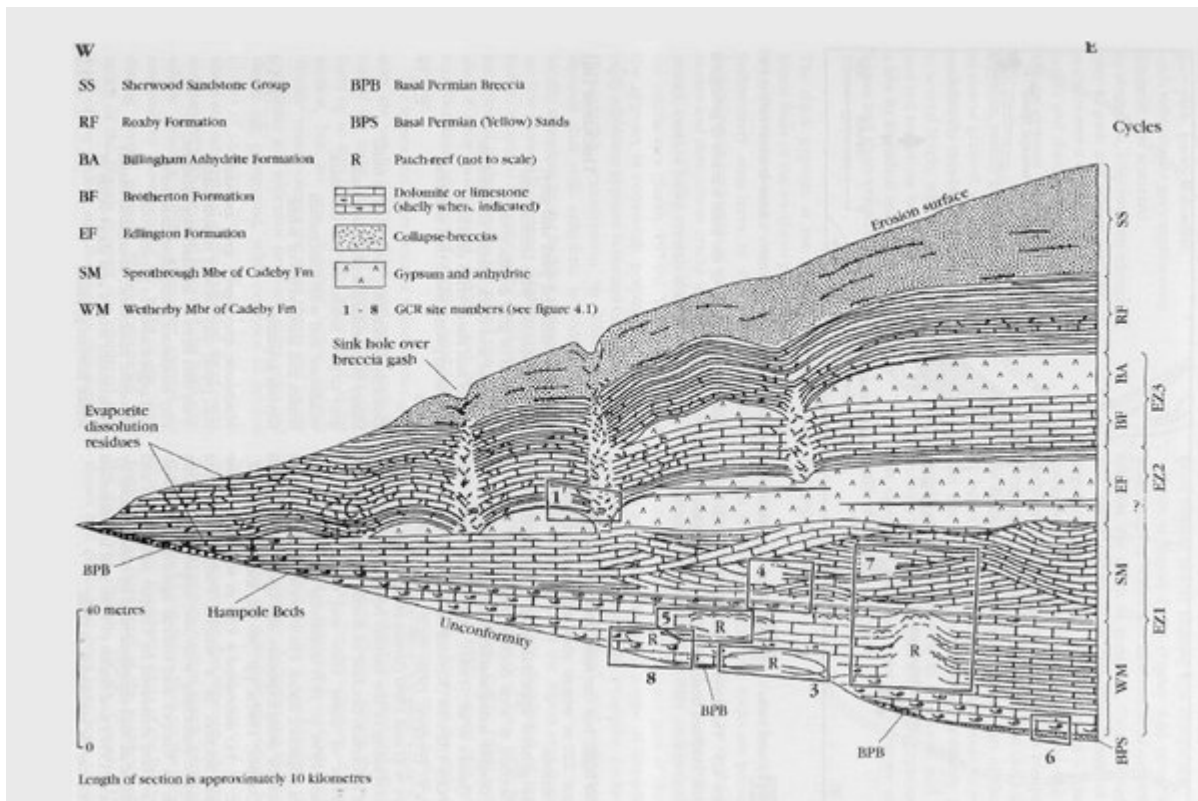 W
E
SS Sherwood Sandstone Group
RF Roxby Formation
BA Billingham Anhydrite Formation
BF Brotherton Formation
EF Edlington Formation
SM Sprothrough Mbr of Cadeby Fm
WM Wetherby Mbr of Cadeby Fm
BPB Basal Permian Breccia
BPS Basal Permian (Yellow) Sands
R Patch-reef (not to scale)
Dolomite or limestone
(shelly where indicated)
Collapse-breccias
Gypsum and anhydrite
1 - 8 GCR site numbers (see figure 4.1)
Cycles
Erosion surface
Sink hole over
breccia gash
Evaporite
dissolution
residues
SS
RF
BA
BF
EF
SM
WM
BPS
EZ3
EZ2
?
EZ1
1
4
7
5
R
R
R
R
8
3
6
BPB
Hampole Beds
Unconformity
BPB
BPB
40 metres
0
Length of section is approximately 10 kilometres